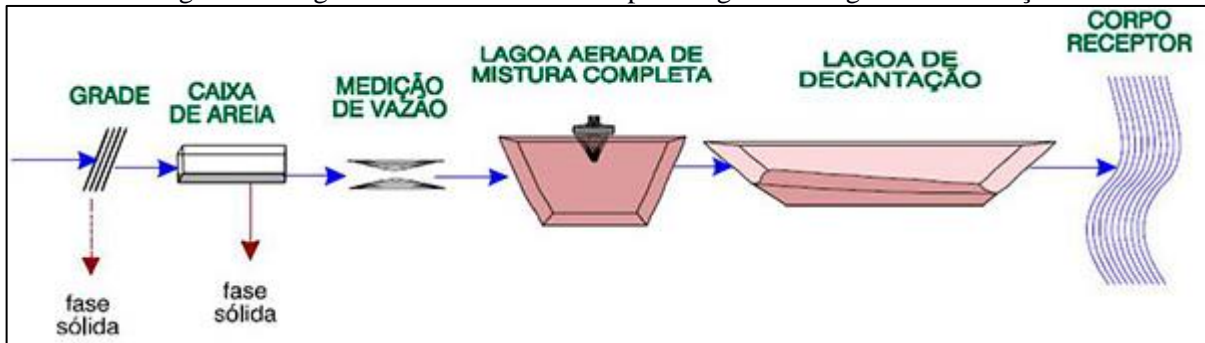 GRADE
CAIXA
DE AREIA
MEDIÇÃO
DE VAZÃO
LAGOA AERADA DE
MISTURA COMPLETA
LAGOA DE
DECANTAÇÃO
CORPO
RECEPTOR
fase
sólida
fase
sólida